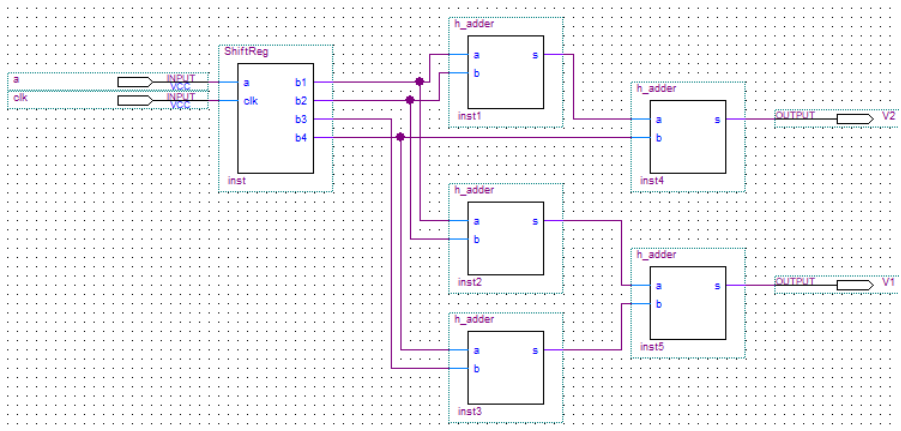 h_adder
a s
b
inst1
ShiftReg
a b1
clk b2
b3
b4
inst
a INPUT
VCC
clk INPUT
VCC
h_adder
a s
b
inst4
OUTPUT V2
h_adder
a s
b
inst2
h_adder
a s
b
inst5
OUTPUT V1
h_adder
a s
b
inst3